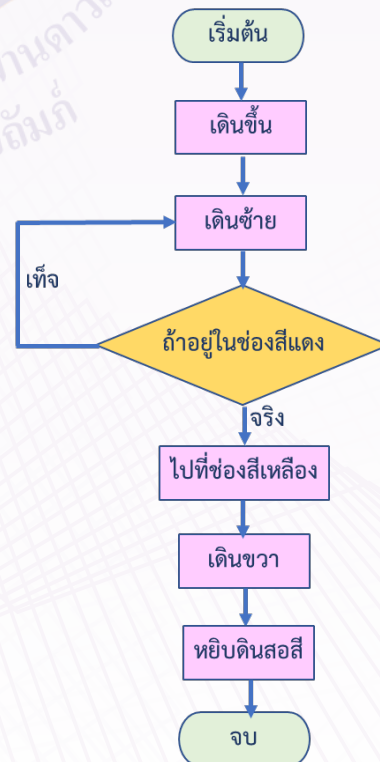 เริ่มต้น
เดินขึ้น
เดินซ้าย
เท็จ
ถ้าอยู่ในช่องสีแดง
จริง
ไปที่ช่องสีเหลือง
เดินขวา
หยิบดินสอสี
จบ